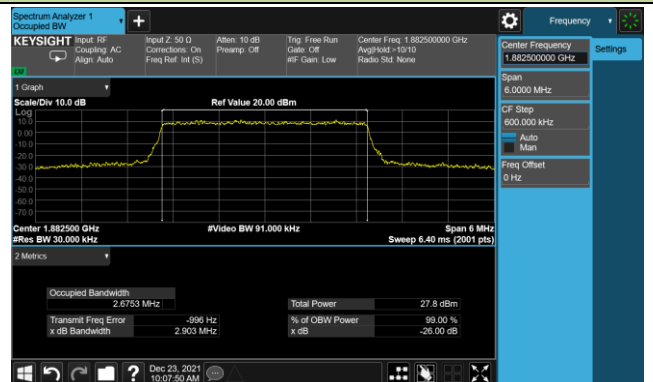 Spectrum Analyzer 1
Occupied BW
Frequency
KEYSIGHT
Input: RF
Coupling: AC
Align: Auto
Input Z: 50 Ω
Corrections: On
Freq Ref: Int (S)
Atten: 10 dB
Preamp: Off
Trig: Free Run
Gate: Off
#IF Gain: Low
Center Freq: 1.882500000 GHz
Avg|Hold:>10/10
Radio Std: None
Center Frequency
1.882500000 GHz
Settings
Span
6.0000 MHz
CF Step
600.000 kHz
Auto
Man
Freq Offset
0 Hz
1 Graph
Scale/Div 10.0 dB
Ref Value 20.00 dBm
Log
10.0
0.00
-10.0
-20.0
-30.0
-40.0
-50.0
-60.0
-70.0
Center 1.882500 GHz
#Video BW 91.000 kHz
Span 6 MHz
#Res BW 30.000 kHz
Sweep 6.40 ms (2001 pts)
2 Metrics
Occupied Bandwidth
2.6753 MHz
Total Power 27.8 dBm
Transmit Freq Error -996 Hz
% of OBW Power 99.00 %
x dB Bandwidth 2.903 MHz
x dB -26.00 dB
Dec 23, 2021
10:07:50 AM